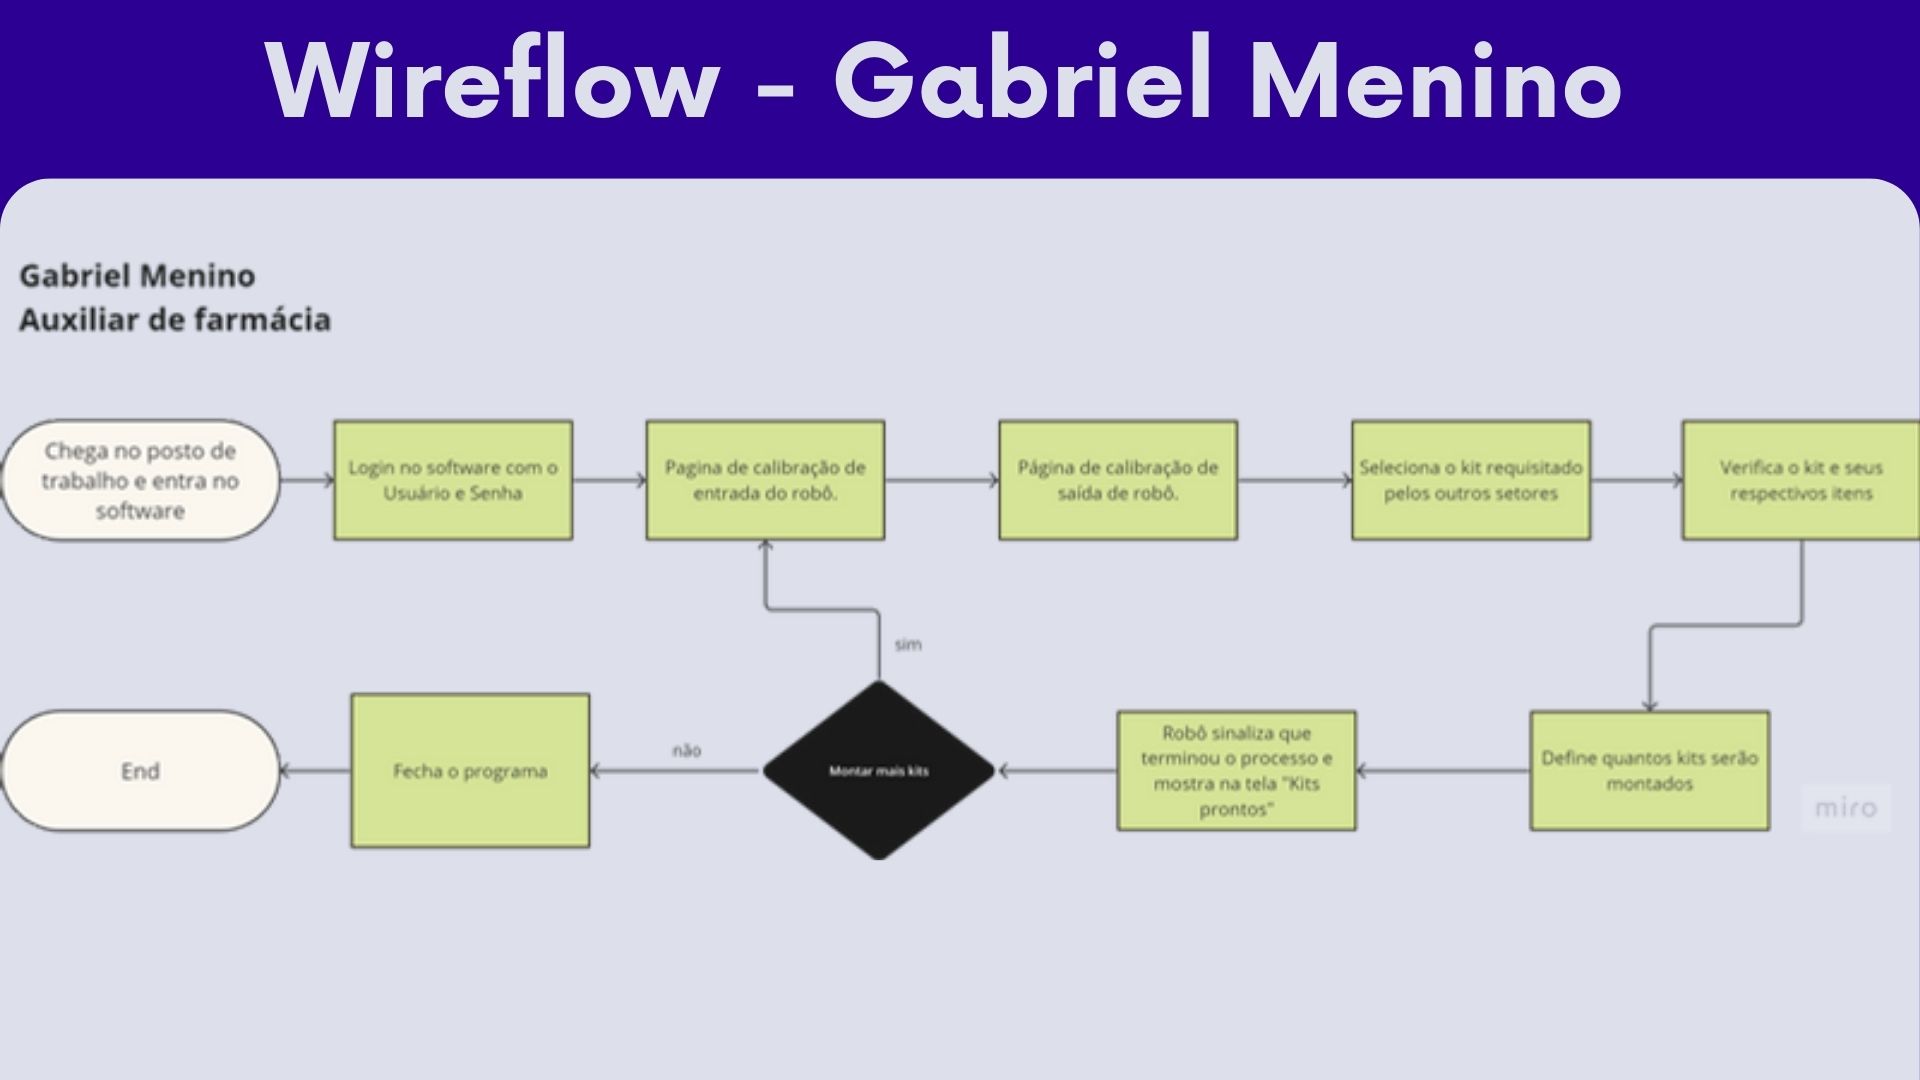 Wireflow - Gabriel Menino
Gabriel Menino
Auxiliar de farmácia
Chega no posto de
trabalho e entra no
software
Login no software com o
Usuário e Senha
Pagina de calibração de
entrada do robô.
Página de calibração de
saída de robô.
Seleciona o kit requisitado
pelos outros setores
Verifica o kit e seus
respectivos itens
sim
End
Fecha o programa
não
Montar mais kits
Robô sinaliza que
terminou o processo e
mostra na tela "Kits
prontos"
Define quantos kits serão
montados
miro